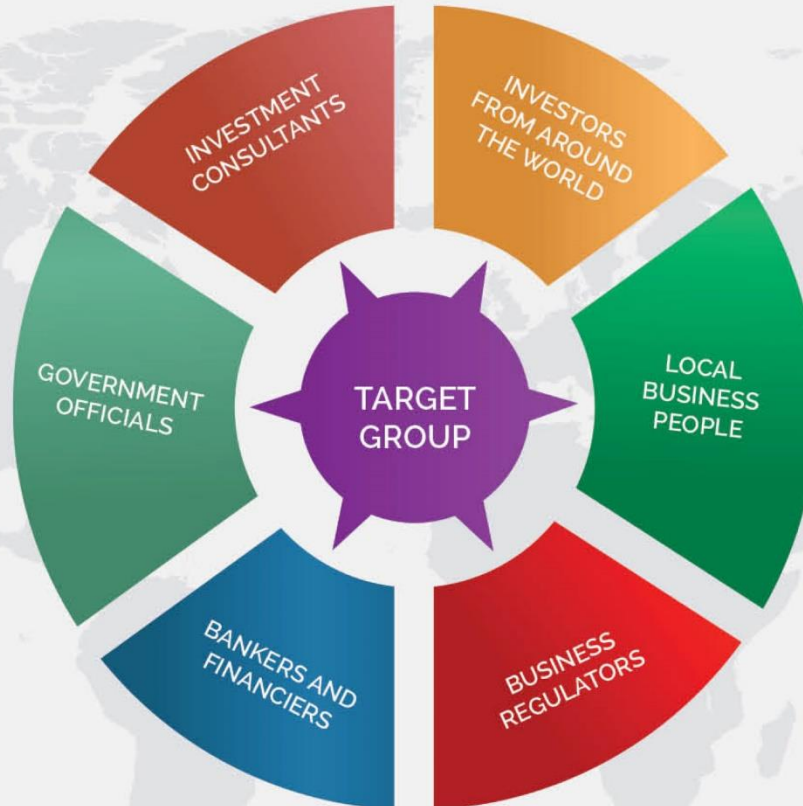 INVESTMENT
CONSULTANTS
INVESTORS
FROM AROUND
THE WORLD
GOVERNMENT
OFFICIALS
TARGET
GROUP
LOCAL
BUSINESS
PEOPLE
BANKERS AND
FINANCIERS
BUSINESS
REGULATORS